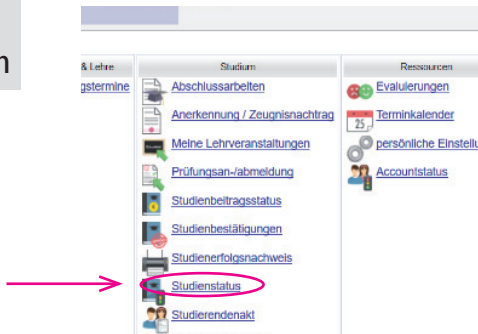 n
& Lehre
gstermine
Studium
Abschlussarbeiten
Anerkennung / Zeugnisnachtrag
Meine Lehrveranstaltungen
Prüfungsan-/abmeldung
Studienbeitragsstatus
Studienbestätigungen
Studienerfolgsnachweis
Studienstatus
Studierendenakt
Ressourcen
Evaluierungen
25
Terminkalender
persönliche Einstellu
Accountstatus